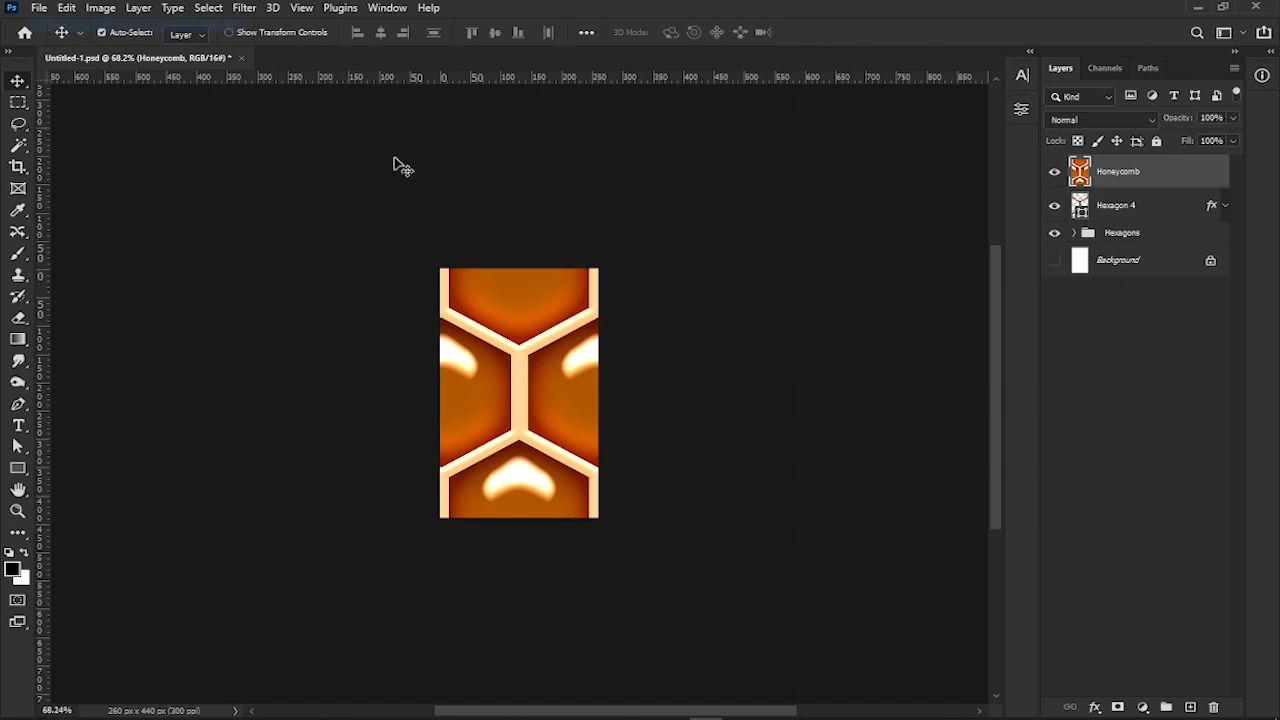 Ps File Edit Image Layer Type Select Filter 3D View Plugins Window Help
Auto-Select: Layer Show Transform Controls 3D Mode:
Untitled-1.psd @ 68.2% (Honeycomb, RGB/16#) *
Layers Channels Paths
Kind
Normal Opacity: 100%
Lock: Fill: 100%
Honeycomb
Hexagon 4 fx
Hexagons
Background
68.24% 260 px x 440 px (300 ppi)